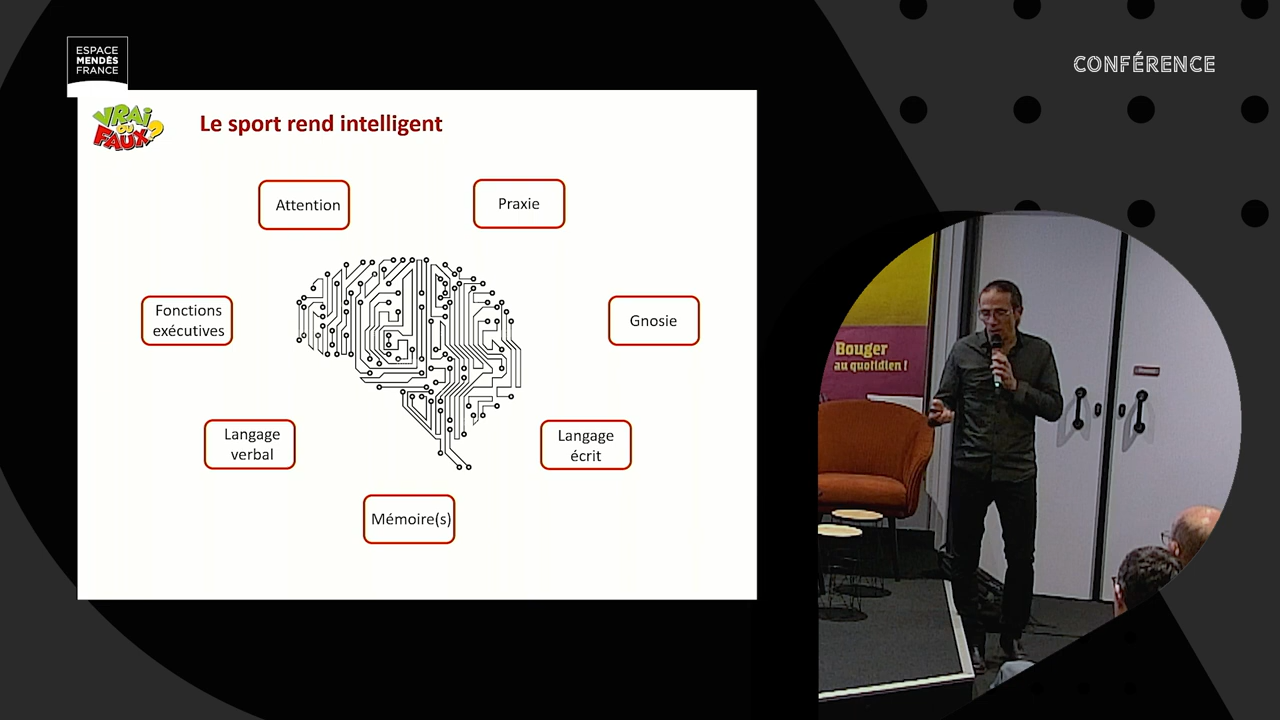 ESPACE
MENDÈS
FRANCE
CONFÉRENCE
VRAI
OU
FAUX?
Le sport rend intelligent
Attention
Praxie
Fonctions
exécutives
Gnosie
Langage
verbal
Langage
écrit
Mémoire(s)
Bouger
au quotidien !